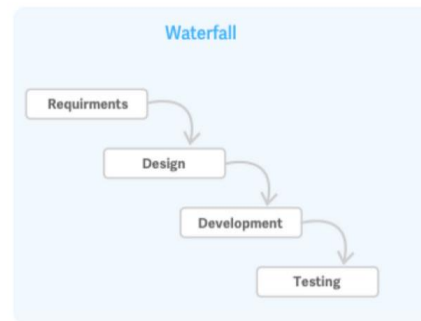 Waterfall
Requirments
Design
Development
Testing